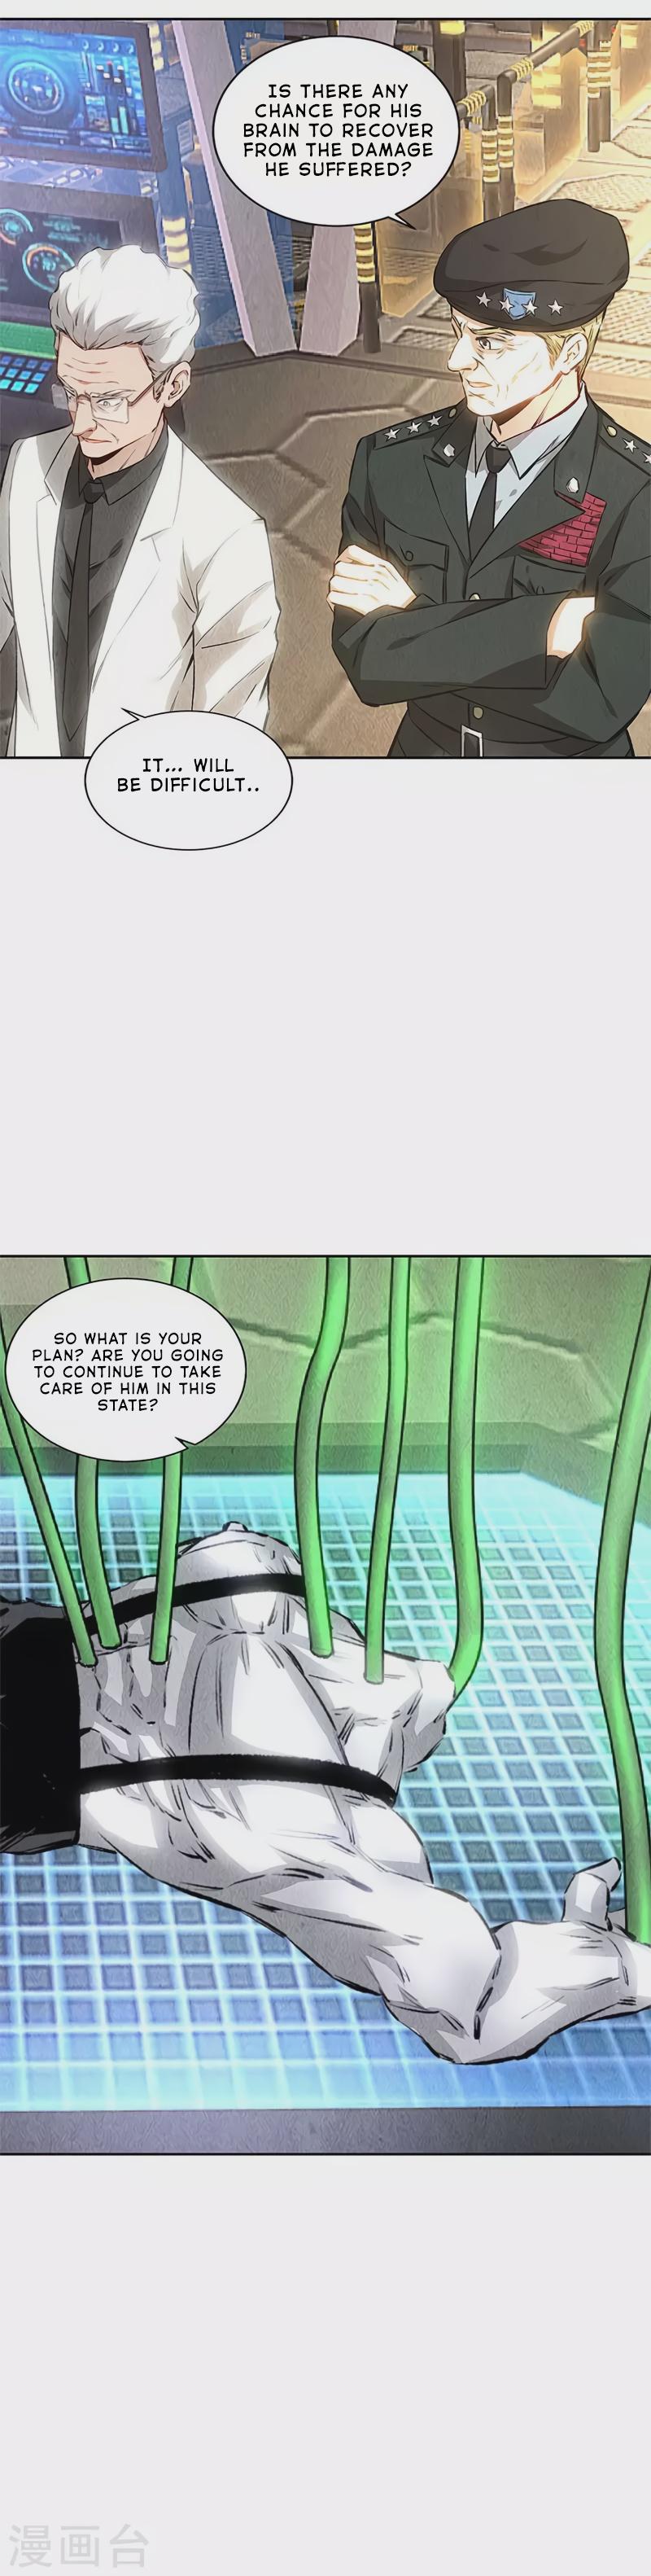 IS THERE ANY
CHANCE FOR HIS
BRAIN TO RECOVER
FROM THE DAMAGE
HE SUFFERED?
IT... WILL
BE DIFFICULT..
SO WHAT IS YOUR
PLAN? ARE YOU GOING
TO CONTINUE TO TAKE
CARE OF HIM IN THIS
STATE?
漫画台